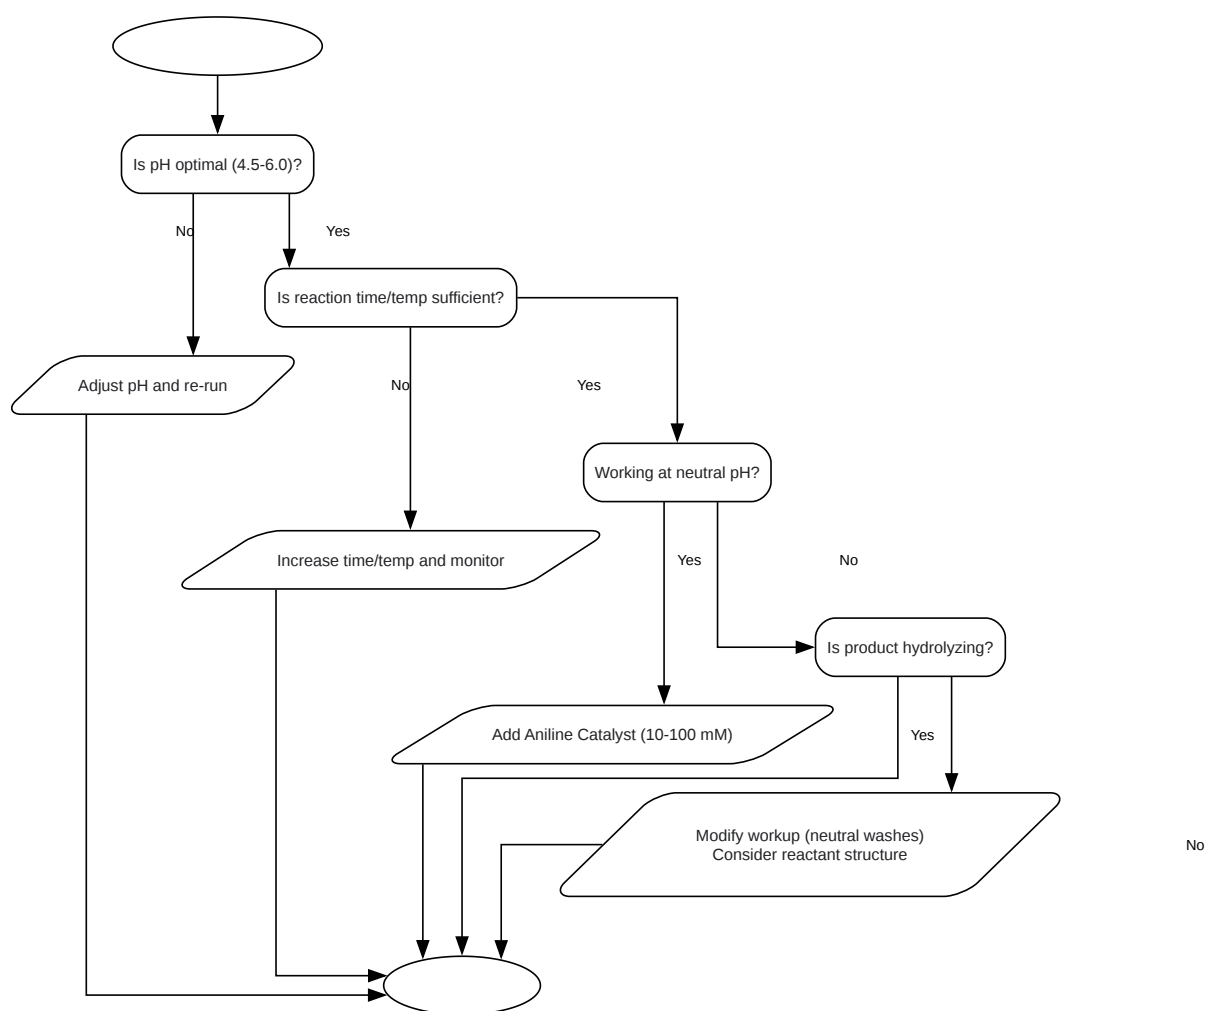 Is pH optimal (4.5-6.0)?
No
Yes
Is reaction time/temp sufficient?
Adjust pH and re-run
No
Yes
Working at neutral pH?
Increase time/temp and monitor
Yes
No
Is product hydrolyzing?
Add Aniline Catalyst (10-100 mM)
Yes
Modify workup (neutral washes)
Consider reactant structure
No